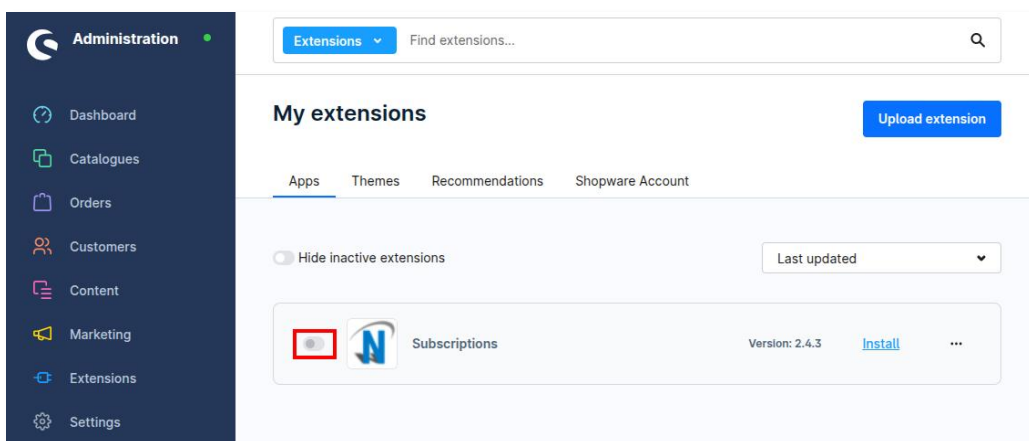 Administration
Extensions
Find extensions...
Dashboard
Catalogues
Orders
Customers
Content
Marketing
Extensions
Settings
My extensions
Upload extension
Apps
Themes
Recommendations
Shopware Account
Hide inactive extensions
Last updated
N
Subscriptions
Version: 2.4.3
Install
...